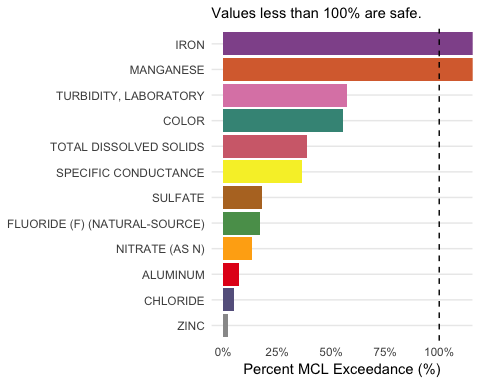 Values less than 100% are safe.
IRON
MANGANESE
TURBIDITY, LABORATORY
COLOR
TOTAL DISSOLVED SOLIDS
SPECIFIC CONDUCTANCE
SULFATE
FLUORIDE (F) (NATURAL-SOURCE)
NITRATE (AS N)
ALUMINUM
CHLORIDE
ZINC
0% 25% 50% 75% 100%
Percent MCL Exceedance (%)